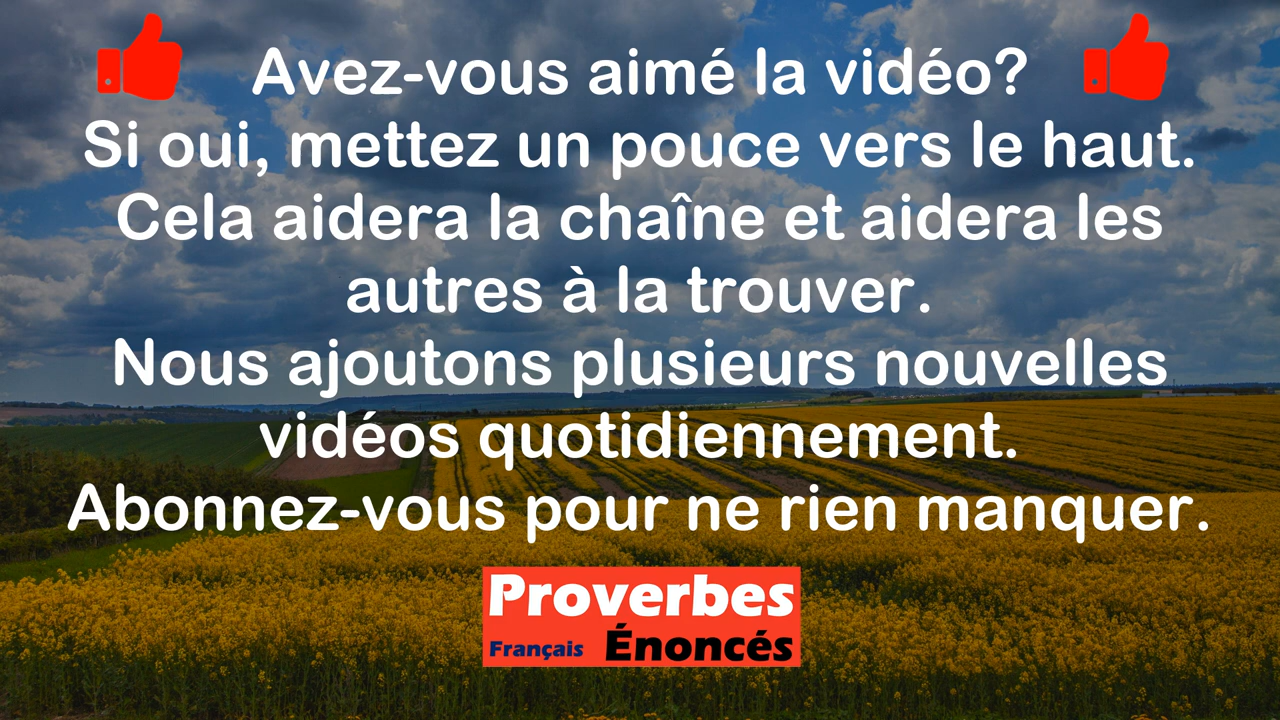 Avez-vous aimé la vidéo?
Si oui, mettez un pouce vers le haut.
Cela aidera la chaîne et aidera les
autres à la trouver.
Nous ajoutons plusieurs nouvelles
vidéos quotidiennement.
Abonnez-vous pour ne rien manquer.
Proverbes
Français Énoncés